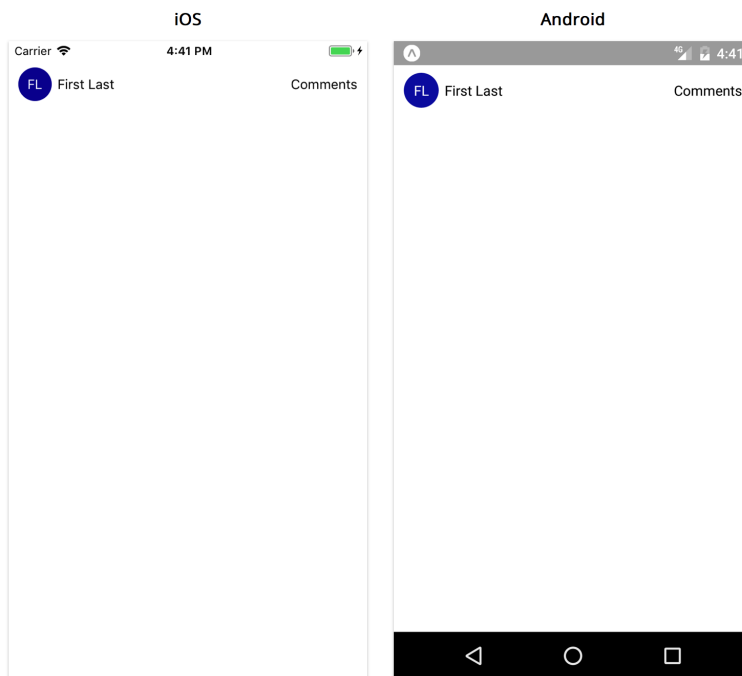 iOS
Carrier 4:41 PM
FL First Last Comments
Android
4G 4:41
FL First Last Comments